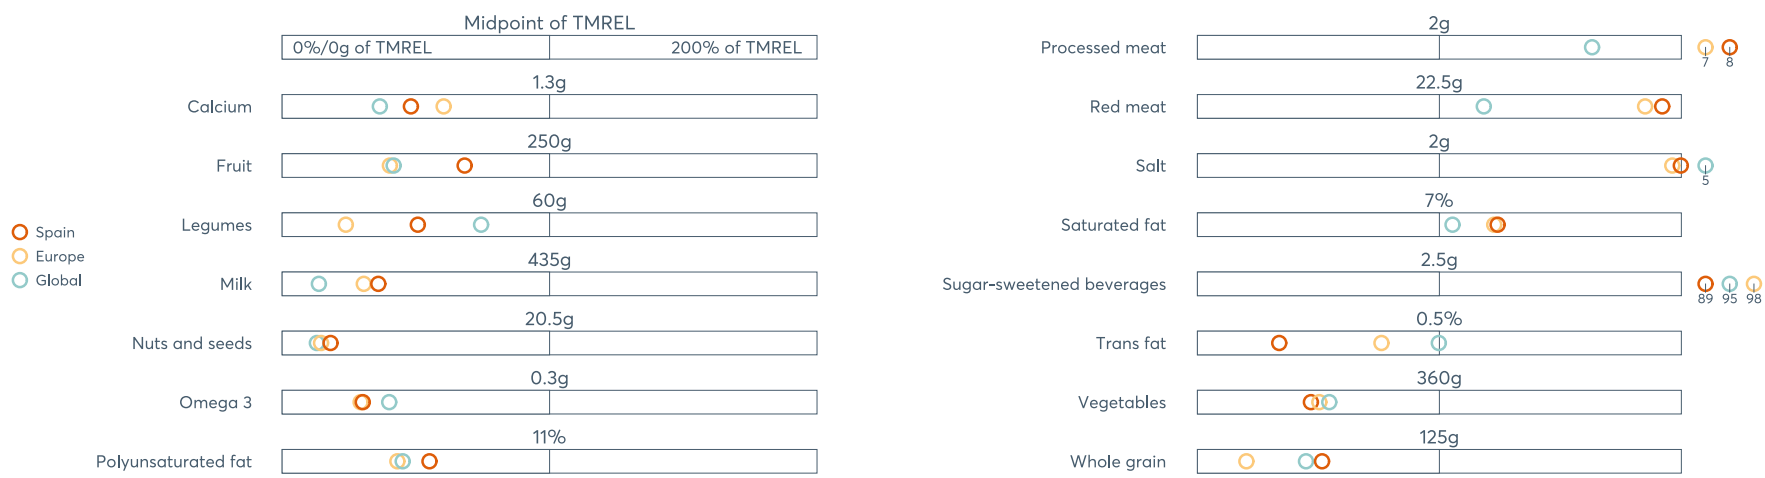 Midpoint of TMREL
0%/0g of TMREL 200% of TMREL
1.3g
Calcium
250g
Fruit
60g
Legumes
435g
Milk
20.5g
Nuts and seeds
0.3g
Omega 3
11%
Polyunsaturated fat
Spain
Europe
Global
2g
Processed meat
7 8
22.5g
Red meat
2g
Salt
5
7%
Saturated fat
2.5g
Sugar-sweetened beverages
89 95 98
0.5%
Trans fat
360g
Vegetables
125g
Whole grain